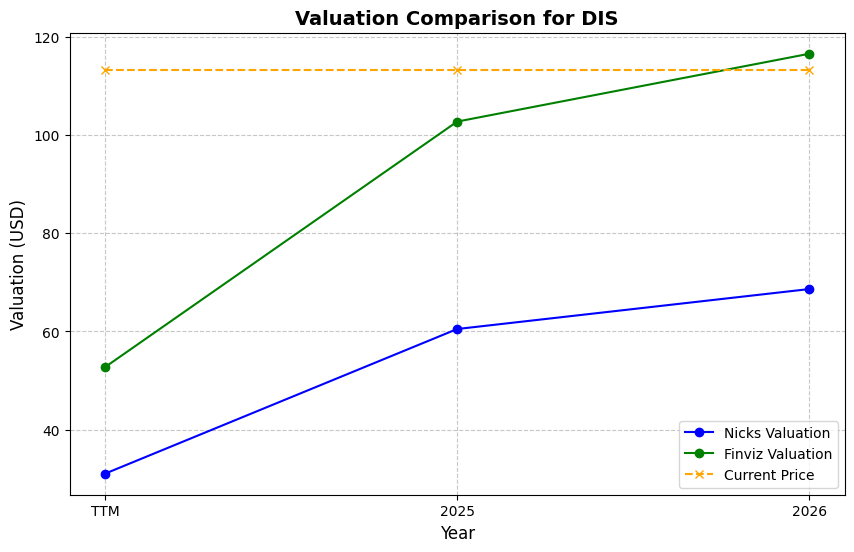 Valuation Comparison for DIS
120
100
80
60
40
Valuation (USD)
TTM
2025
2026
Year
Nicks Valuation
Finviz Valuation
Current Price